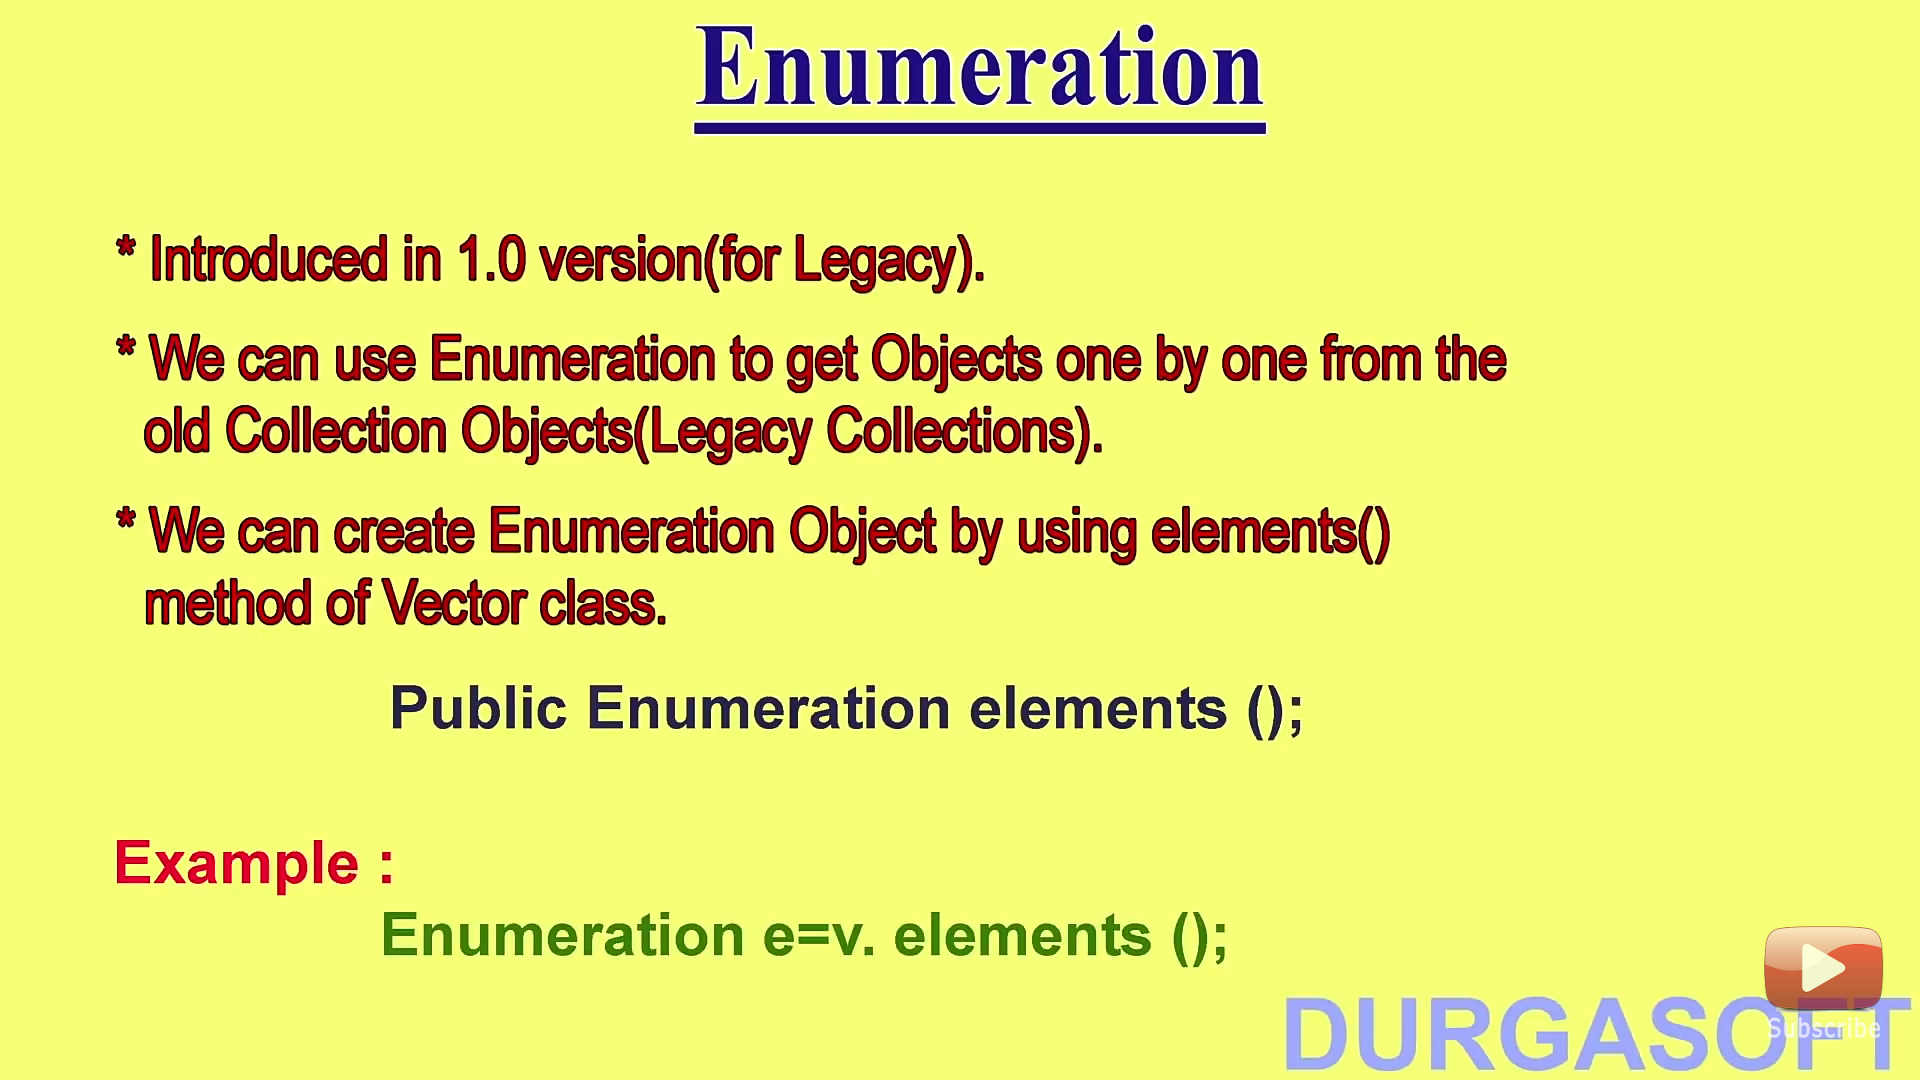 Enumeration
* Introduced in 1.0 version(for Legacy).
* We can use Enumeration to get Objects one by one from the
old Collection Objects(Legacy Collections).
* We can create Enumeration Object by using elements()
method of Vector class.
Public Enumeration elements ();
Example :
Enumeration e=v. elements ();
DURGASOFT
Subscribe